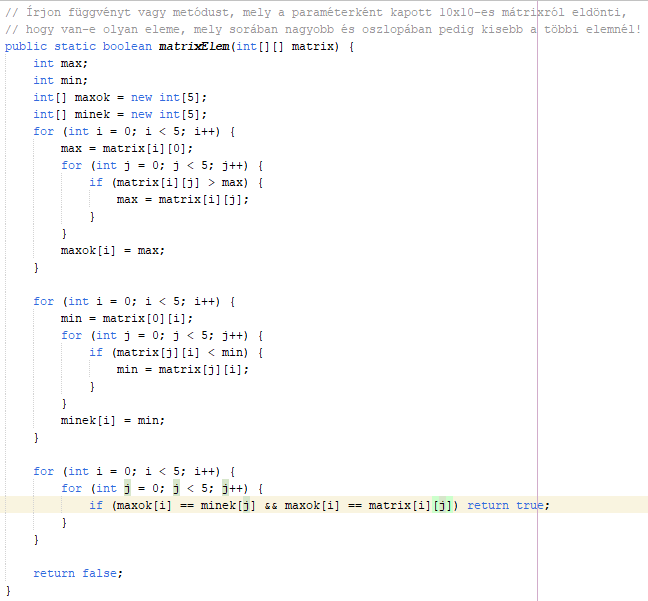 // Írjon függvényt vagy metódust, mely a paraméterként kapott 10x10-es mátrixról eldönti,
// hogy van-e olyan eleme, mely sorában nagyobb és oszlopában pedig kisebb a többi elemnél!
public static boolean matrixElem(int[][] matrix) {
    int max;
    int min;
    int[] maxok = new int[5];
    int[] minek = new int[5];
    for (int i = 0; i < 5; i++) {
        max = matrix[i][0];
        for (int j = 0; j < 5; j++) {
            if (matrix[i][j] > max) {
                max = matrix[i][j];
            }
        }
        maxok[i] = max;
    }
    for (int i = 0; i < 5; i++) {
        min = matrix[0][i];
        for (int j = 0; j < 5; j++) {
            if (matrix[j][i] < min) {
                min = matrix[j][i];
            }
        }
        minek[i] = min;
    }
    for (int i = 0; i < 5; i++) {
        for (int j = 0; j < 5; j++) {
            if (maxok[i] == minek[j] && maxok[i] == matrix[i][j]) return true;
        }
    }
    return false;
}